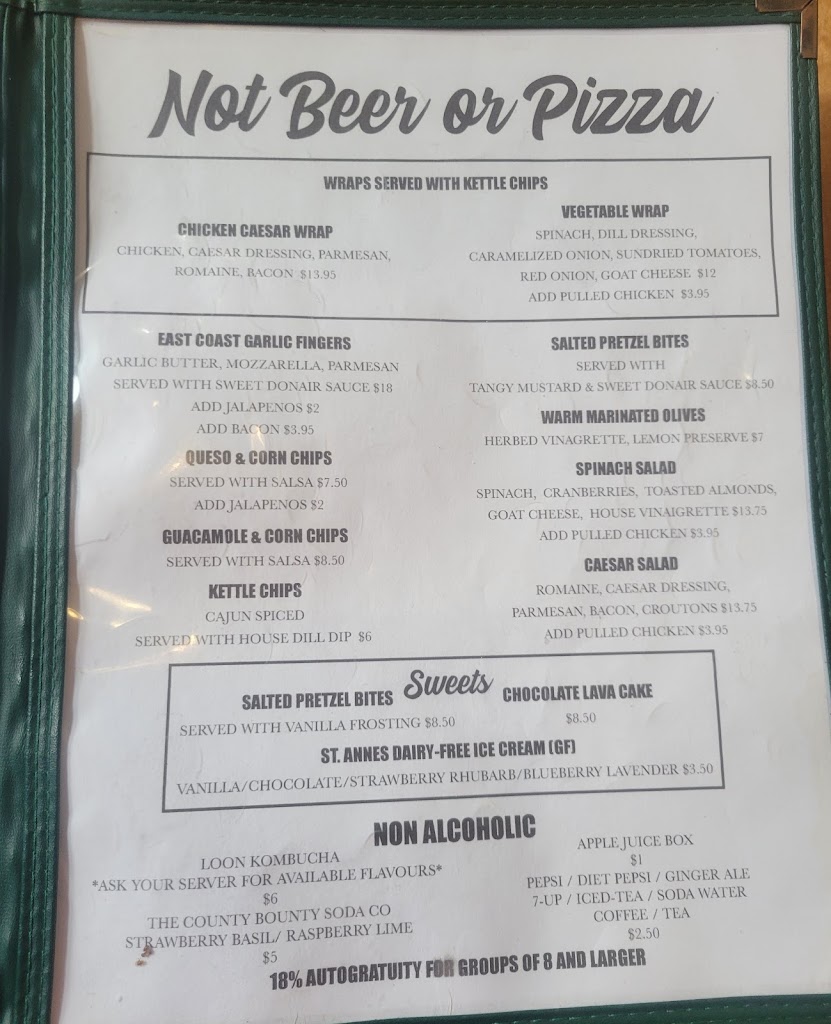 Not Beer or Pizza
WRAPS SERVED WITH KETTLE CHIPS
CHICKEN CAESAR WRAP
CHICKEN, CAESAR DRESSING, PARMESAN,
ROMAINE, BACON $13.95
VEGETABLE WRAP
SPINACH, DILL DRESSING,
CARAMELIZED ONION, SUNDRIED TOMATOES,
RED ONION, GOAT CHEESE $12
ADD PULLED CHICKEN $3.95
EAST COAST GARLIC FINGERS
GARLIC BUTTER, MOZZARELLA, PARMESAN
SERVED WITH SWEET DONAIR SAUCE $18
ADD JALAPENOS $2
ADD BACON $3.95
QUESO & CORN CHIPS
SERVED WITH SALSA $7.50
ADD JALAPENOS $2
GUACAMOLE & CORN CHIPS
SERVED WITH SALSA $8.50
KETTLE CHIPS
CAJUN SPICED
SERVED WITH HOUSE DILL DIP $6
SALTED PRETZEL BITES
SERVED WITH
TANGY MUSTARD & SWEET DONAIR SAUCE $8.50
WARM MARINATED OLIVES
HERBED VINAGRETTE, LEMON PRESERVE $7
SPINACH SALAD
SPINACH, CRANBERRIES, TOASTED ALMONDS,
GOAT CHEESE, HOUSE VINAIGRETTE $13.75
ADD PULLED CHICKEN $3.95
CAESAR SALAD
ROMAINE, CAESAR DRESSING,
PARMESAN, BACON, CROUTONS $13.75
ADD PULLED CHICKEN $3.95
Sweets
SALTED PRETZEL BITES
SERVED WITH VANILLA FROSTING $8.50
CHOCOLATE LAVA CAKE
$8.50
ST. ANNES DAIRY-FREE ICE CREAM (GF)
VANILLA/CHOCOLATE/STRAWBERRY RHUBARB/BLUEBERRY LAVENDER $3.50
NON ALCOHOLIC
LOON KOMBUCHA
*ASK YOUR SERVER FOR AVAILABLE FLAVOURS*
$6
THE COUNTY BOUNTY SODA CO
STRAWBERRY BASIL/ RASPBERRY LIME
$5
APPLE JUICE BOX
$1
PEPSI / DIET PEPSI / GINGER ALE
7-UP / ICED-TEA / SODA WATER
COFFEE / TEA
$2.50
18% AUTOGRATUITY FOR GROUPS OF 8 AND LARGER